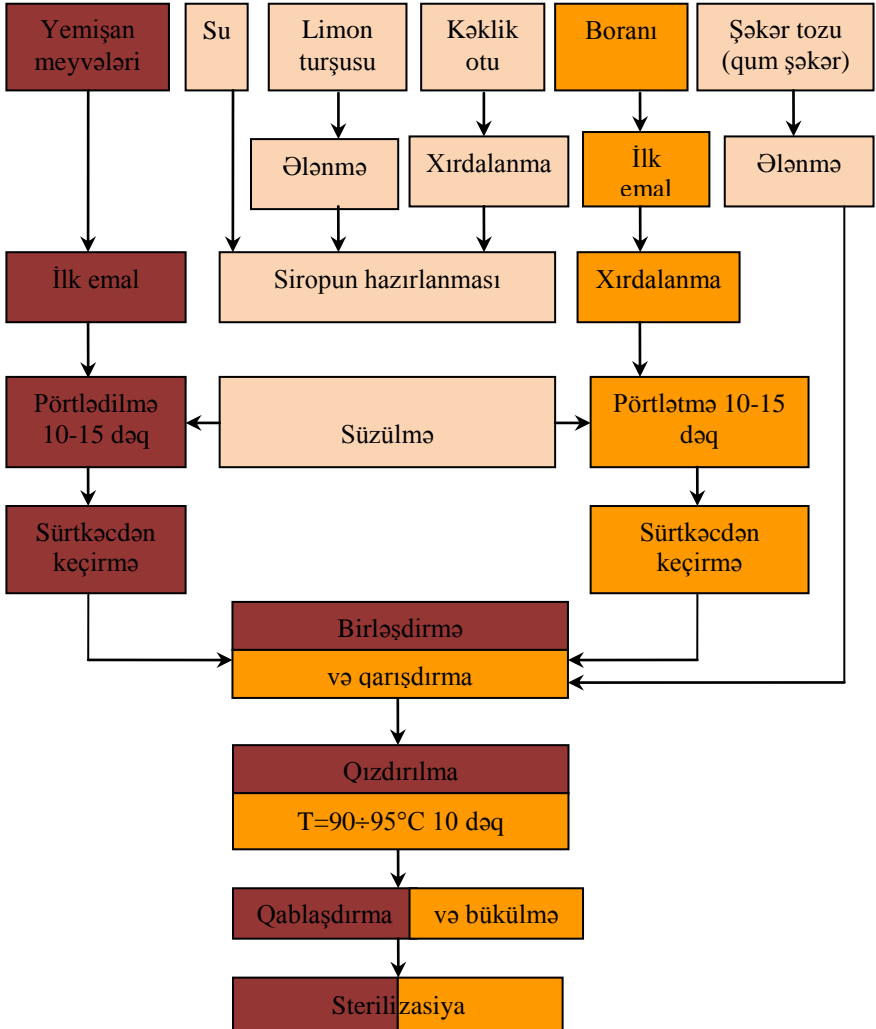 Yemişan
meyvələri
Su
Limon
turşusu
Kəklik
otu
Boranı
Şəkər tozu
(qum şəkər)
Ələnmə
Xırdalanma
İlk
emal
Ələnmə
İlk emal
Siropun hazırlanması
Xırdalanma
Pörtlədilmə
10-15 dəq
Süzülmə
Pörtlətmə 10-15
dəq
Sürtkəcdən
keçirmə
Sürtkəcdən
keçirmə
Birləşdirmə
və qarışdırma
Qızdırılma
T=90÷95°C 10 dəq
Qablaşdırma və bükülmə
Sterilizasiya